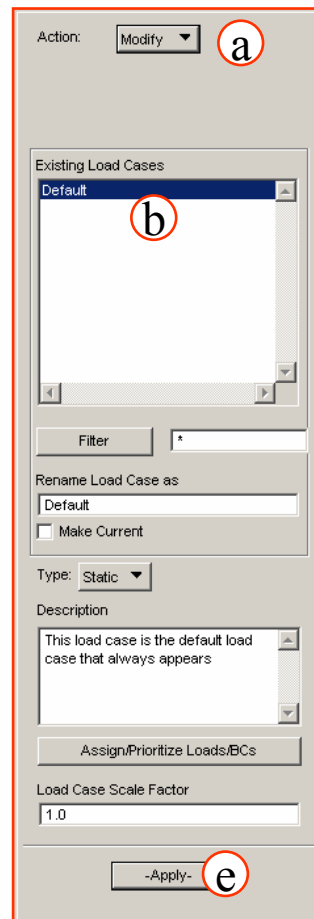 Action: Modify
a
Existing Load Cases
Default
b
Filter *
Rename Load Case as
Default
Make Current
Type: Static
Description
This load case is the default load
case that always appears
Assign/Prioritize Loads/BCs
Load Case Scale Factor
1.0
-Apply-
e